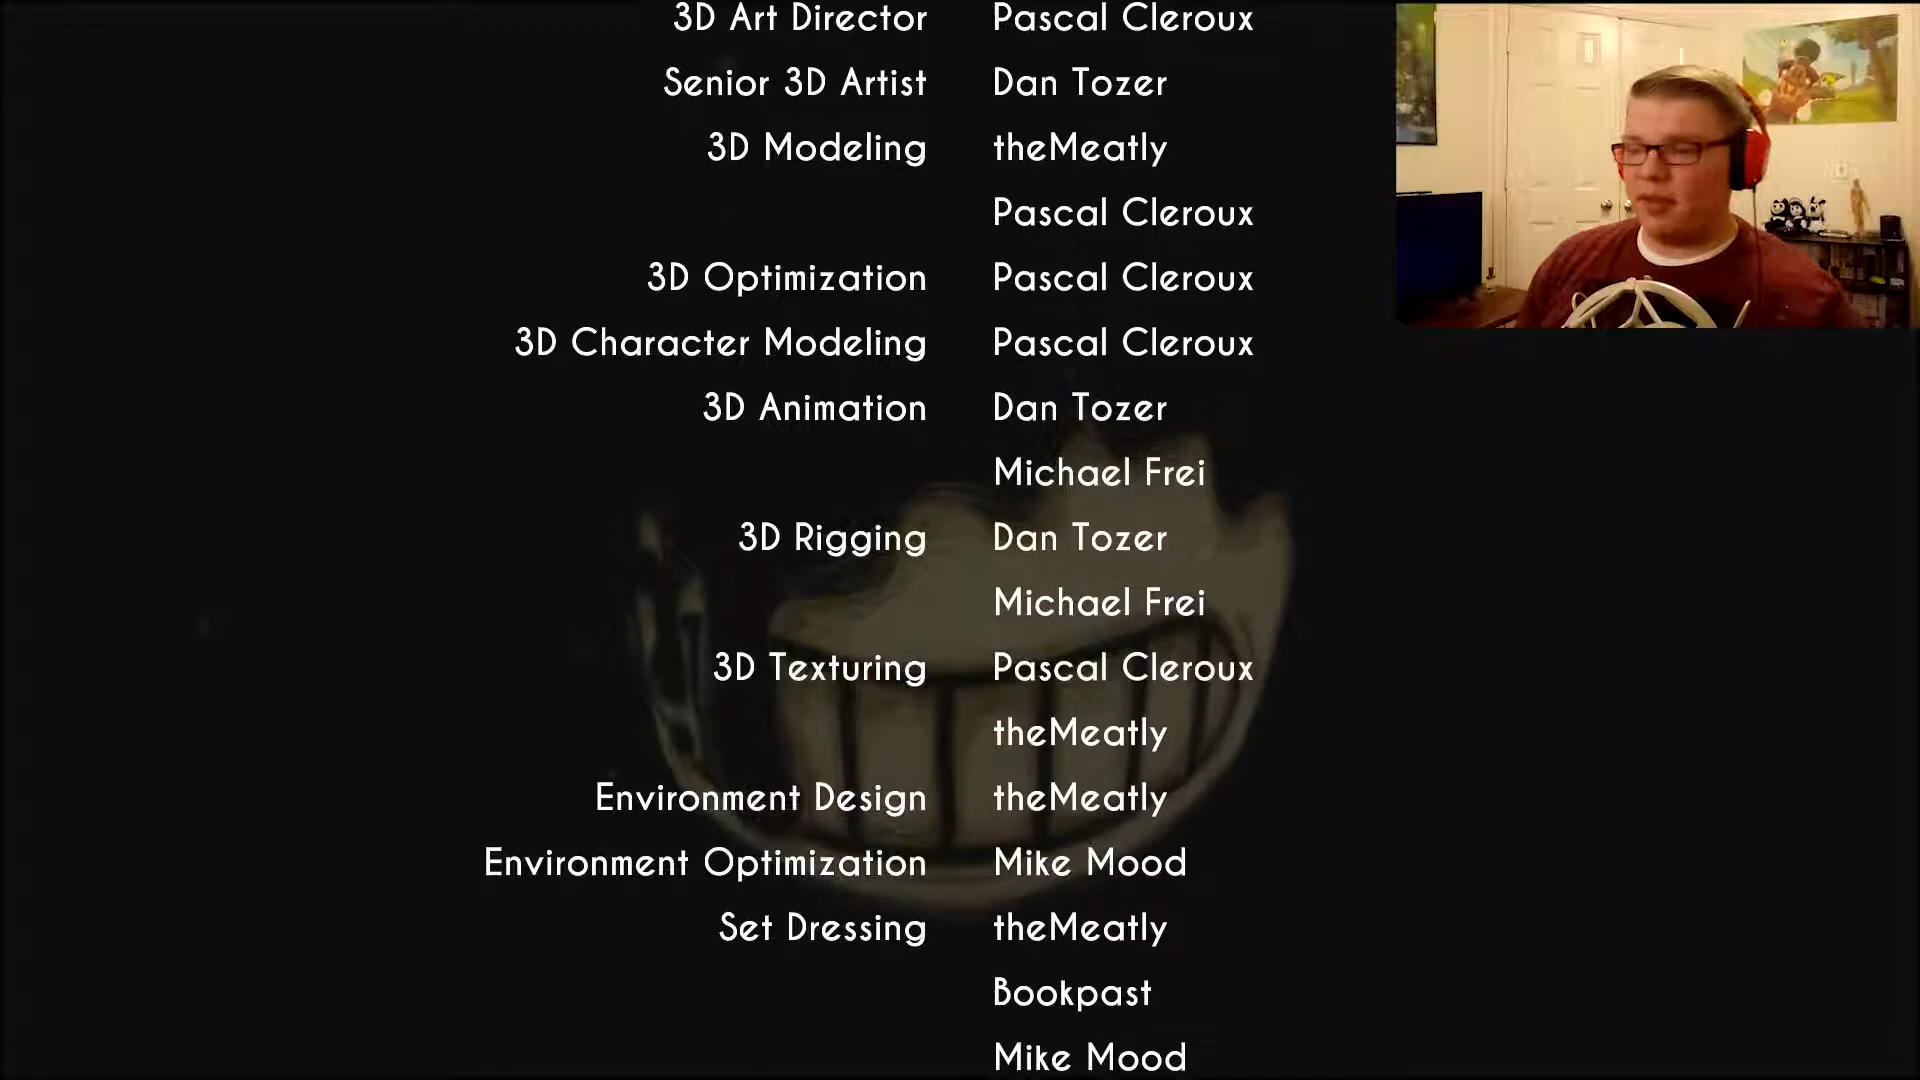 3D Art Director Pascal Cleroux
Senior 3D Artist Dan Tozer
3D Modeling theMeatly
Pascal Cleroux
3D Optimization Pascal Cleroux
3D Character Modeling Pascal Cleroux
3D Animation Dan Tozer
Michael Frei
3D Rigging Dan Tozer
Michael Frei
3D Texturing Pascal Cleroux
theMeatly
Environment Design theMeatly
Environment Optimization Mike Mood
Set Dressing theMeatly
Bookpast
Mike Mood